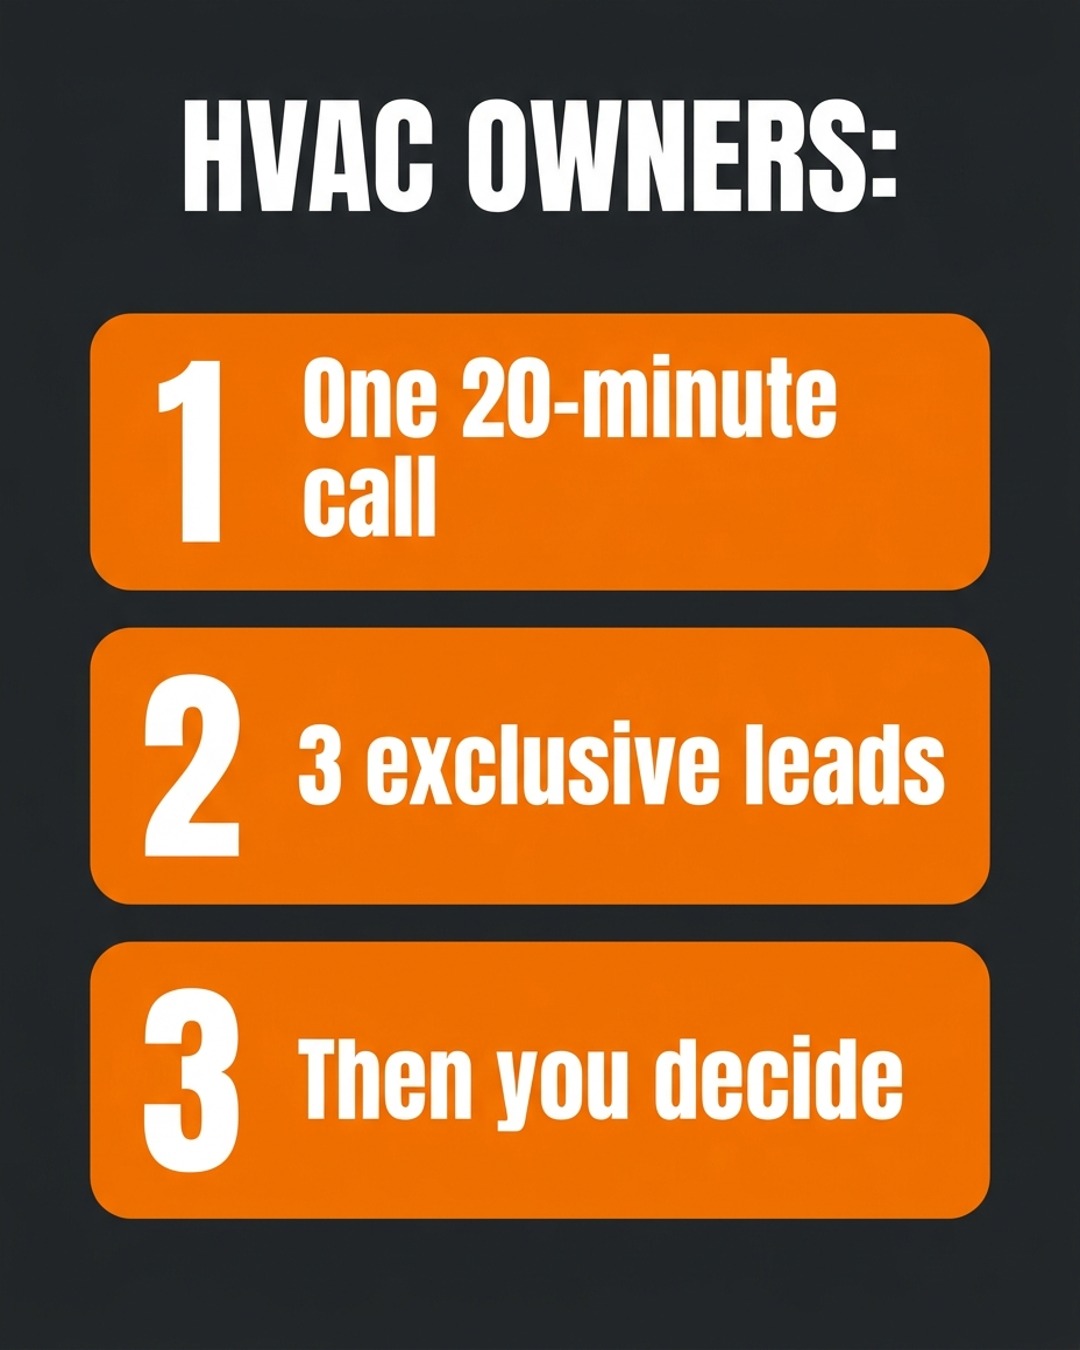 HVAC OWNERS:
1
One 20-minute
call
2
3 exclusive leads
3
Then you decide